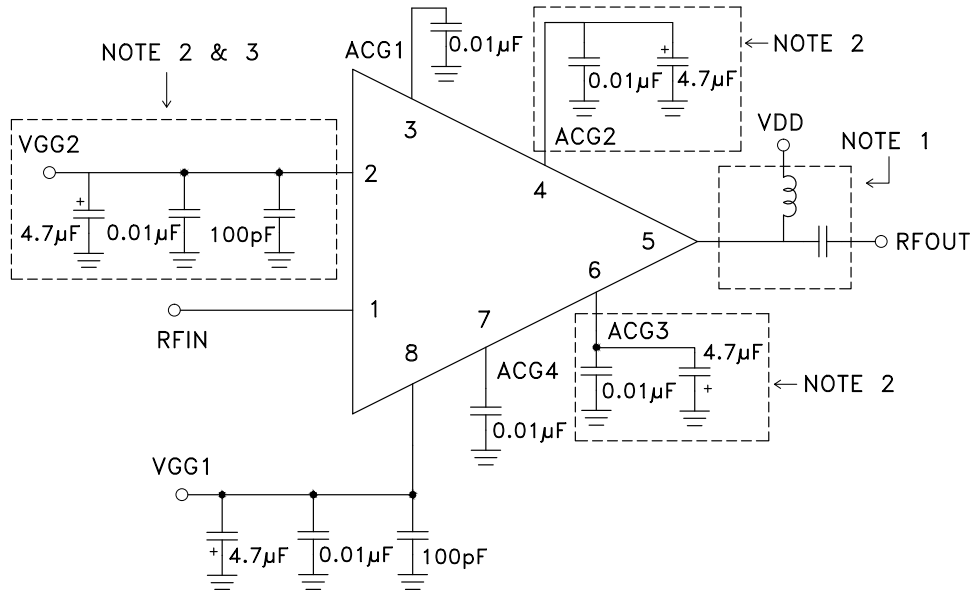 NOTE 2 & 3
ACG1
0.01µF
NOTE 2
0.01µF
4.7µF
ACG2
VGG2
4.7µF
0.01µF
100pF
2
3
4
VDD
NOTE 1
5
RFOUT
1
RFIN
6
7
8
ACG3
4.7µF
0.01µF
NOTE 2
ACG4
0.01µF
VGG1
4.7µF
0.01µF
100pF